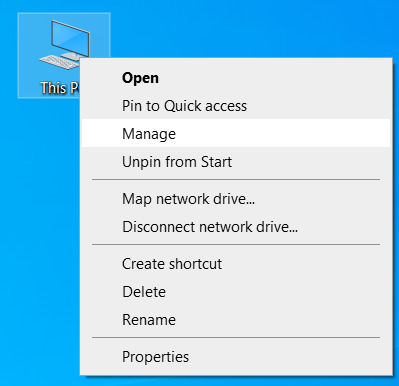 This P
Open
Pin to Quick access
Manage
Unpin from Start
Map network drive...
Disconnect network drive...
Create shortcut
Delete
Rename
Properties